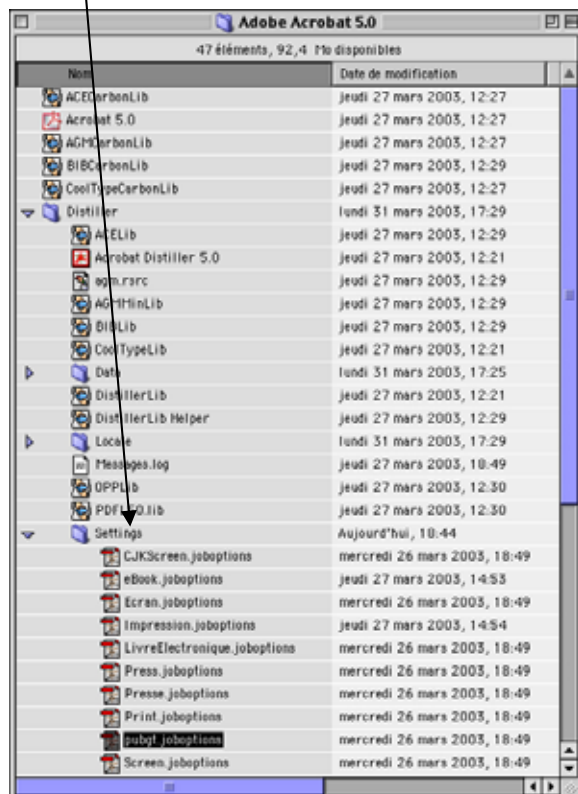 Adobe Acrobat 5.0
47 éléments, 92,4 Mo disponibles
Nom Date de modification
ACECarbonLib jeudi 27 mars 2003, 12:27
Acrobat 5.0 jeudi 27 mars 2003, 12:27
AGMCarbonLib jeudi 27 mars 2003, 12:27
BIBCarbonLib jeudi 27 mars 2003, 12:29
CoolTypeCarbonLib jeudi 27 mars 2003, 12:27
Distiller lundi 31 mars 2003, 17:29
ACELib jeudi 27 mars 2003, 12:29
Acrobat Distiller 5.0 jeudi 27 mars 2003, 12:21
agm.rsrc jeudi 27 mars 2003, 12:29
AGMMinLib jeudi 27 mars 2003, 12:29
BIBLib jeudi 27 mars 2003, 12:29
CoolTypeLib jeudi 27 mars 2003, 12:21
Data lundi 31 mars 2003, 17:25
DistillerLib jeudi 27 mars 2003, 12:21
DistillerLib Helper jeudi 27 mars 2003, 12:29
Locale lundi 31 mars 2003, 17:29
Messages.log jeudi 27 mars 2003, 18:49
OPPLib jeudi 27 mars 2003, 12:30
jeudi 27 mars 2003, 12:30
Settings Aujourd'hui, 18:44
CJKScreen.joboptions mercredi 26 mars 2003, 18:49
eBook.joboptions jeudi 27 mars 2003, 14:53
Ecran.joboptions mercredi 26 mars 2003, 18:49
Impression.joboptions jeudi 27 mars 2003, 14:54
LivreElectronique.joboptions mercredi 26 mars 2003, 18:49
Press.joboptions mercredi 26 mars 2003, 18:49
Presse.joboptions mercredi 26 mars 2003, 18:49
Print.joboptions mercredi 26 mars 2003, 18:49
pubgt.joboptions mercredi 26 mars 2003, 18:49
Screen.joboptions mercredi 26 mars 2003, 18:49